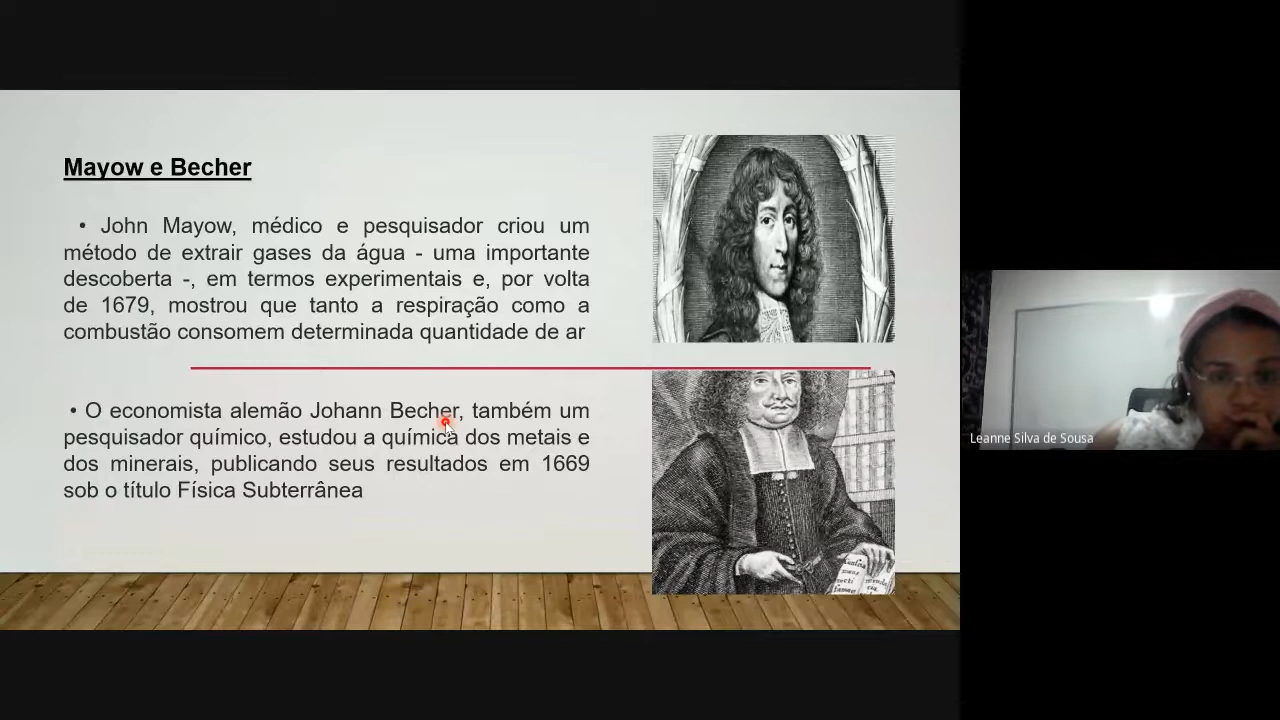 Mayow e Becher
• John Mayow, médico e pesquisador criou um
método de extrair gases da água - uma importante
descoberta -, em termos experimentais e, por volta
de 1679, mostrou que tanto a respiração como a
combustão consomem determinada quantidade de ar
• O economista alemão Johann Becher, também um
pesquisador químico, estudou a química dos metais e
dos minerais, publicando seus resultados em 1669
sob o título Física Subterrânea
Leanne Silva de Sousa